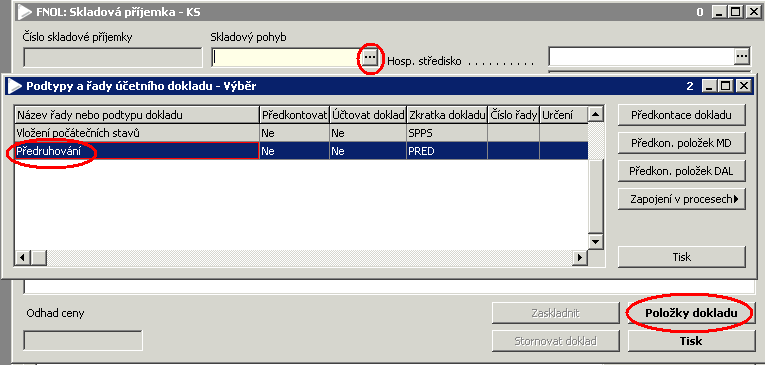 FNOL: Skladová příjemka - KS 0
Číslo skladové příjemky Skladový pohyb
... Hosp. středisko . . . . . . . . . . ...
Podtypy a řady účetního dokladu - Výběr 2
Název řady nebo podtypu dokladu Předkontovat Účtovat doklad Zkratka dokladu Číslo řady Určení
Vložení počátečních stavů Ne Ne SPPS
Předruhování Ne Ne PRED
Předkontace dokladu
Předkon. položek MD
Předkon. položek DAL
Zapojení v procesech
Tisk
Odhad ceny
Zaskladnit Položky dokladu
Stornovat doklad Tisk